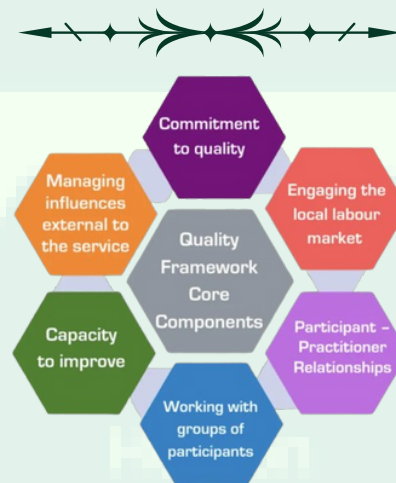 Commitment
to quality
Managing
influences
external to
the service
Engaging the
local labour
market
Quality
Framework
Core
Components
Capacity
to improve
Participant –
Practitioner
Relationships
Working with
groups of
participants